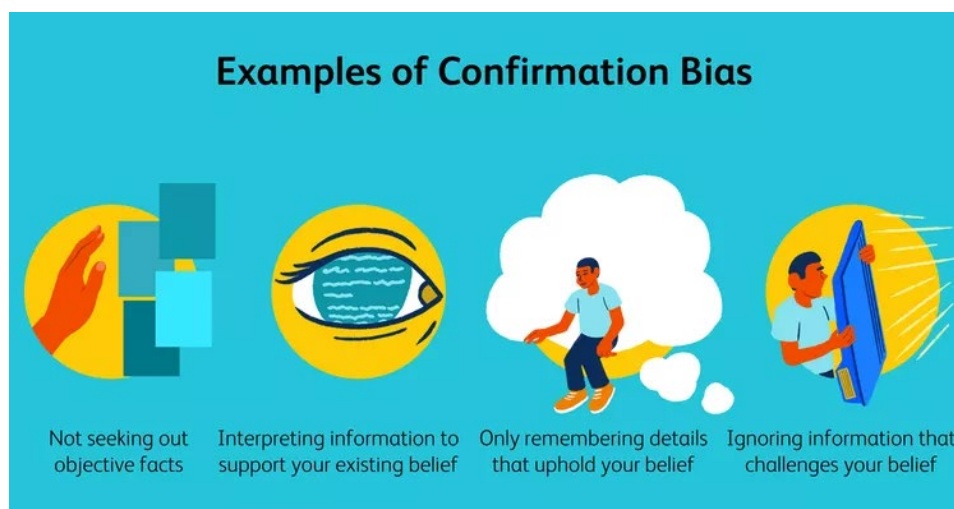 Examples of Confirmation Bias
Not seeking out
objective facts
Interpreting information to
support your existing belief
Only remembering details
that uphold your belief
Ignoring information that
challenges your belief